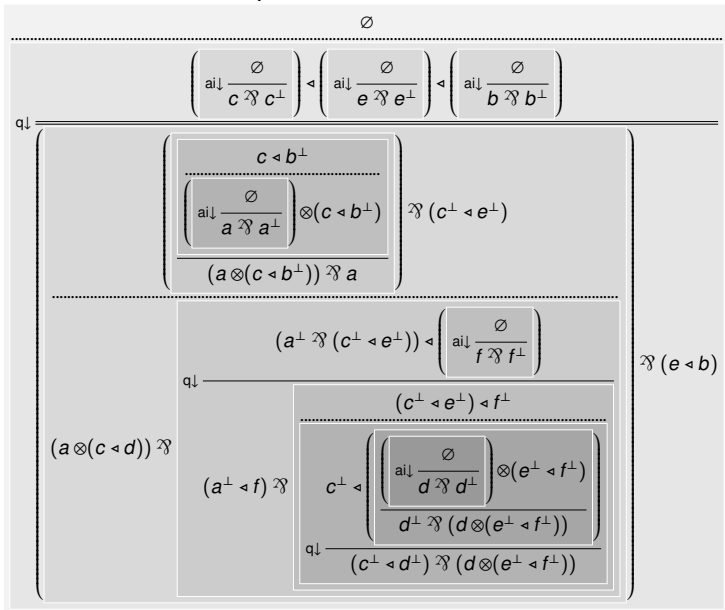 ∅
( ai↓ ∅ / c ⅋ c⊥ ) ◂ ( ai↓ ∅ / e ⅋ e⊥ ) ◂ ( ai↓ ∅ / b ⅋ b⊥ )
q↓
c ◂ b⊥
( ai↓ ∅ / a ⅋ a⊥ ) ⊗(c ◂ b⊥)
(a ⊗(c ◂ b⊥)) ⅋ a
⅋ (c⊥ ◂ e⊥)
(a⊥ ⅋ (c⊥ ◂ e⊥)) ◂ ( ai↓ ∅ / f ⅋ f⊥ )
q↓
⅋ (e ◂ b)
(c⊥ ◂ e⊥) ◂ f⊥
(a ⊗(c ◂ d)) ⅋
(a⊥ ◂ f) ⅋
c⊥ ◂ ( ( ai↓ ∅ / d ⅋ d⊥ ) ⊗(e⊥ ◂ f⊥)
d⊥ ⅋ (d ⊗(e⊥ ◂ f⊥)) )
q↓
(c⊥ ◂ d⊥) ⅋ (d ⊗(e⊥ ◂ f⊥))